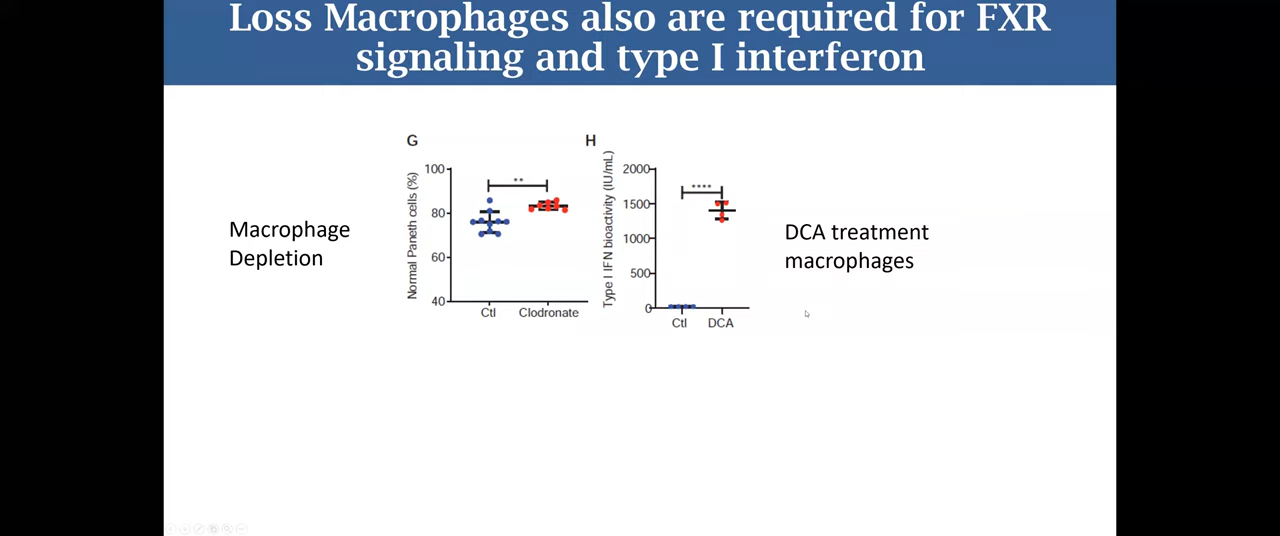 Loss Macrophages also are required for FXR
signaling and type I interferon
G
H
Macrophage
Depletion
Normal Paneth cells (%)
100
80
60
40
**
Ctl
Clodronate
Type I IFN bioactivity (IU/mL)
2000
1500
1000
500
0
****
Ctl
DCA
DCA treatment
macrophages